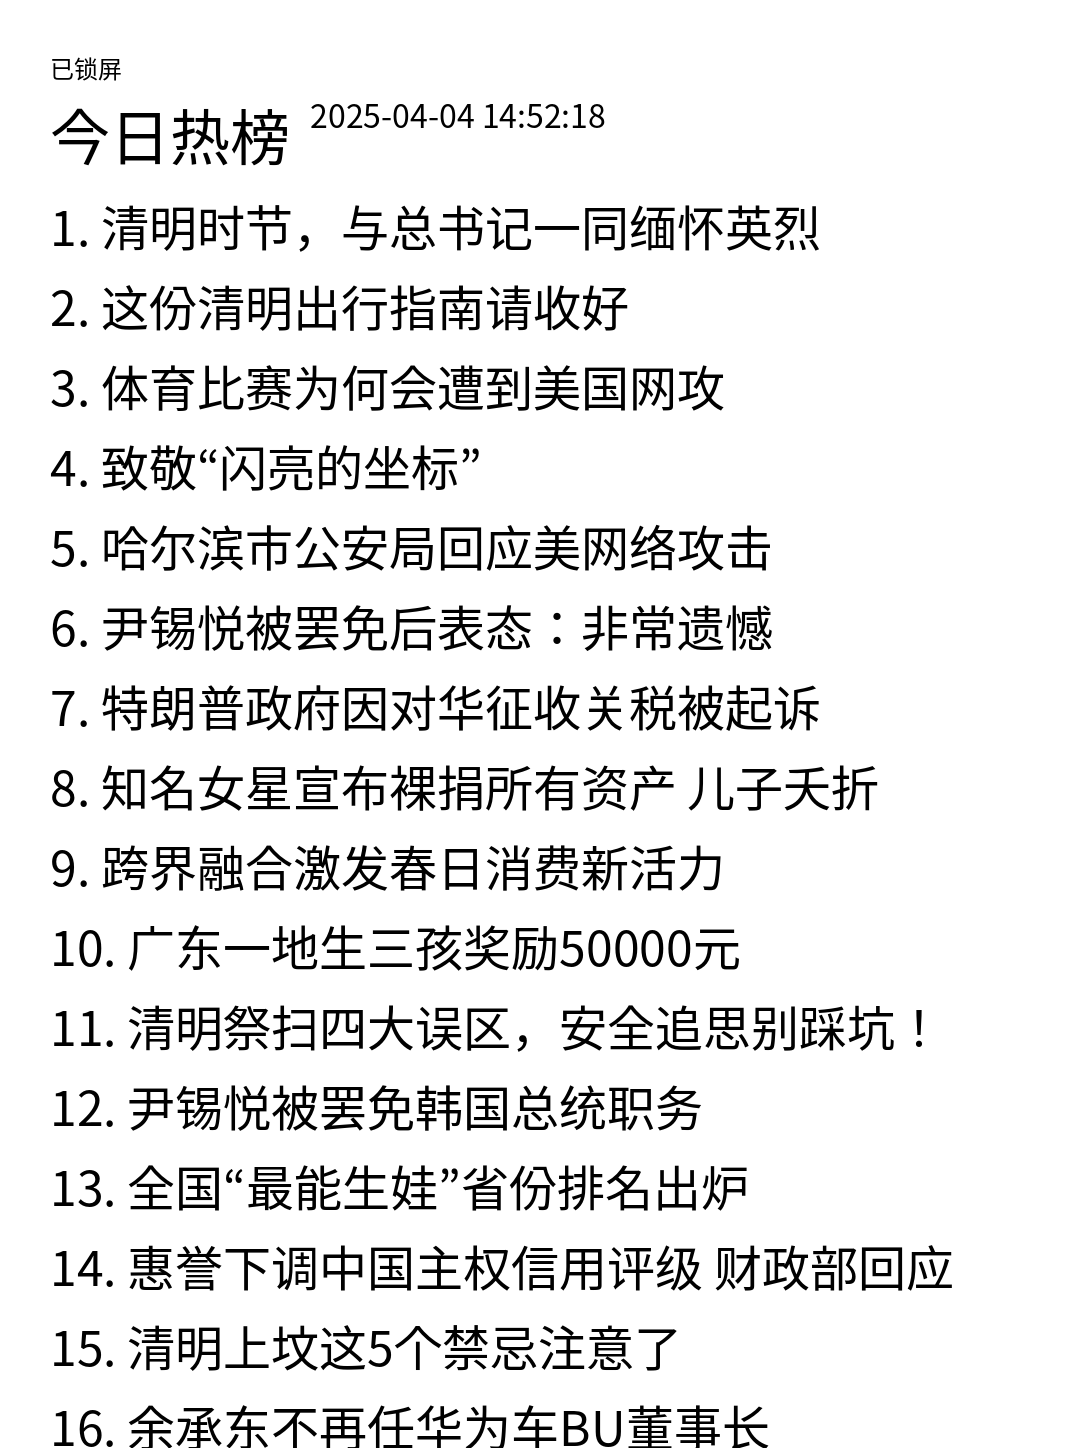 已锁屏
今日热榜 2025-04-04 14:52:18
1. 清明时节，与总书记一同缅怀英烈
2. 这份清明出行指南请收好
3. 体育比赛为何会遭到美国网攻
4. 致敬“闪亮的坐标”
5. 哈尔滨市公安局回应美网络攻击
6. 尹锡悦被罢免后表态：非常遗憾
7. 特朗普政府因对华征收关税被起诉
8. 知名女星宣布裸捐所有资产 儿子夭折
9. 跨界融合激发春日消费新活力
10. 广东一地生三孩奖励50000元
11. 清明祭扫四大误区，安全追思别踩坑！
12. 尹锡悦被罢免韩国总统职务
13. 全国“最能生娃”省份排名出炉
14. 惠誉下调中国主权信用评级 财政部回应
15. 清明上坟这5个禁忌注意了
16. 余承东不再任华为车BU董事长